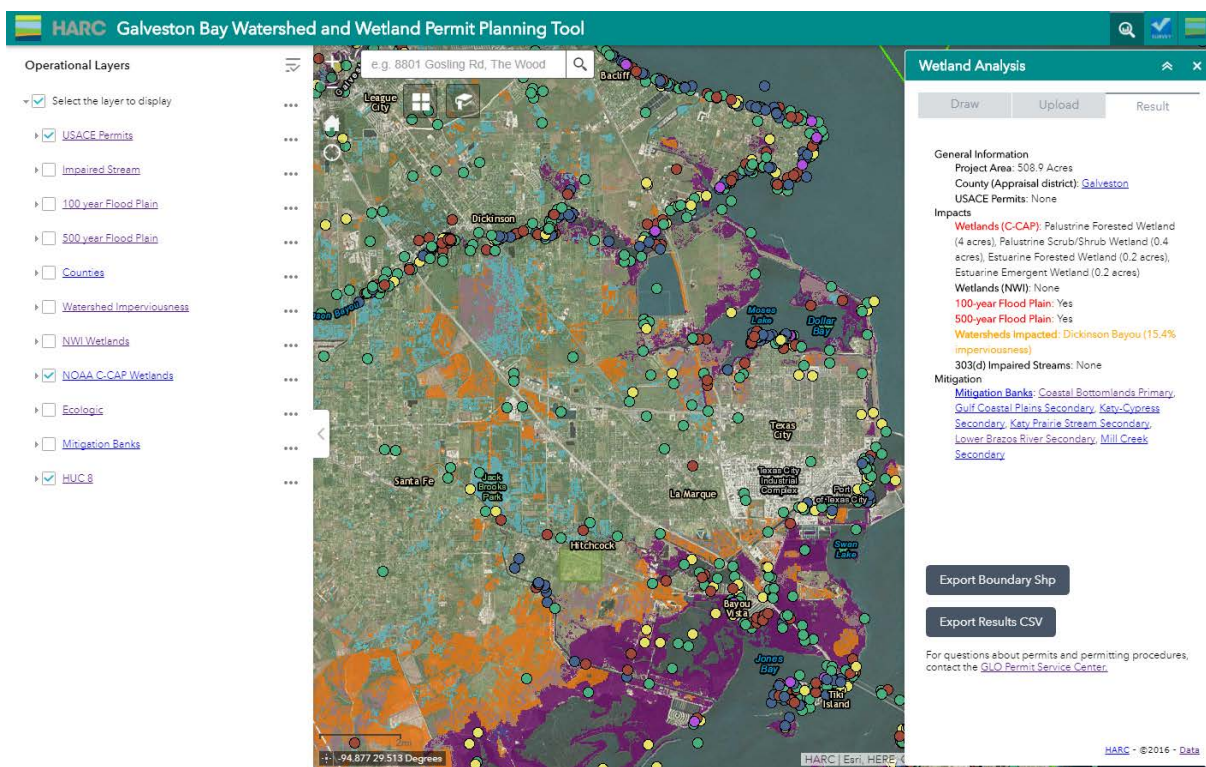 HARC Galveston Bay Watershed and Wetland Permit Planning Tool
SURVEY
Operational Layers
Select the layer to display
USACE Permits
Impaired Stream
100 year Flood Plain
500 year Flood Plain
Counties
Watershed Imperviousness
NWI Wetlands
NOAA C-CAP Wetlands
Ecologic
Mitigation Banks
HUC 8
e.g. 8801 Gosling Rd, The Wood
Bacliff
League
City
Dickinson
Moses
Lake
Dollar
Bay
Texas
City
Texas City
Industrial
Complex
Port
of Texas City
Santa Fe
Jack
Brooks
Park
La Marque
Hitchcock
Swan
Lake
Bayou
Vista
Jones
Bay
Tiki
Island
2mi
-94.877 29.513 Degrees
HARC | Esri, HERE,
Wetland Analysis
Draw Upload Result
General Information
Project Area: 508.9 Acres
County (Appraisal district): Galveston
USACE Permits: None
Impacts
Wetlands (C-CAP): Palustrine Forested Wetland
(4 acres), Palustrine Scrub/Shrub Wetland (0.4
acres), Estuarine Forested Wetland (0.2 acres),
Estuarine Emergent Wetland (0.2 acres)
Wetlands (NWI): None
100-year Flood Plain: Yes
500-year Flood Plain: Yes
Watersheds Impacted: Dickinson Bayou (15.4%
imperviousness)
303(d) Impaired Streams: None
Mitigation
Mitigation Banks: Coastal Bottomlands Primary,
Gulf Coastal Plains Secondary, Katy-Cypress
Secondary, Katy Prairie Stream Secondary,
Lower Brazos River Secondary, Mill Creek
Secondary
Export Boundary Shp
Export Results CSV
For questions about permits and permitting procedures,
contact the GLO Permit Service Center.
HARC - ©2016 - Data